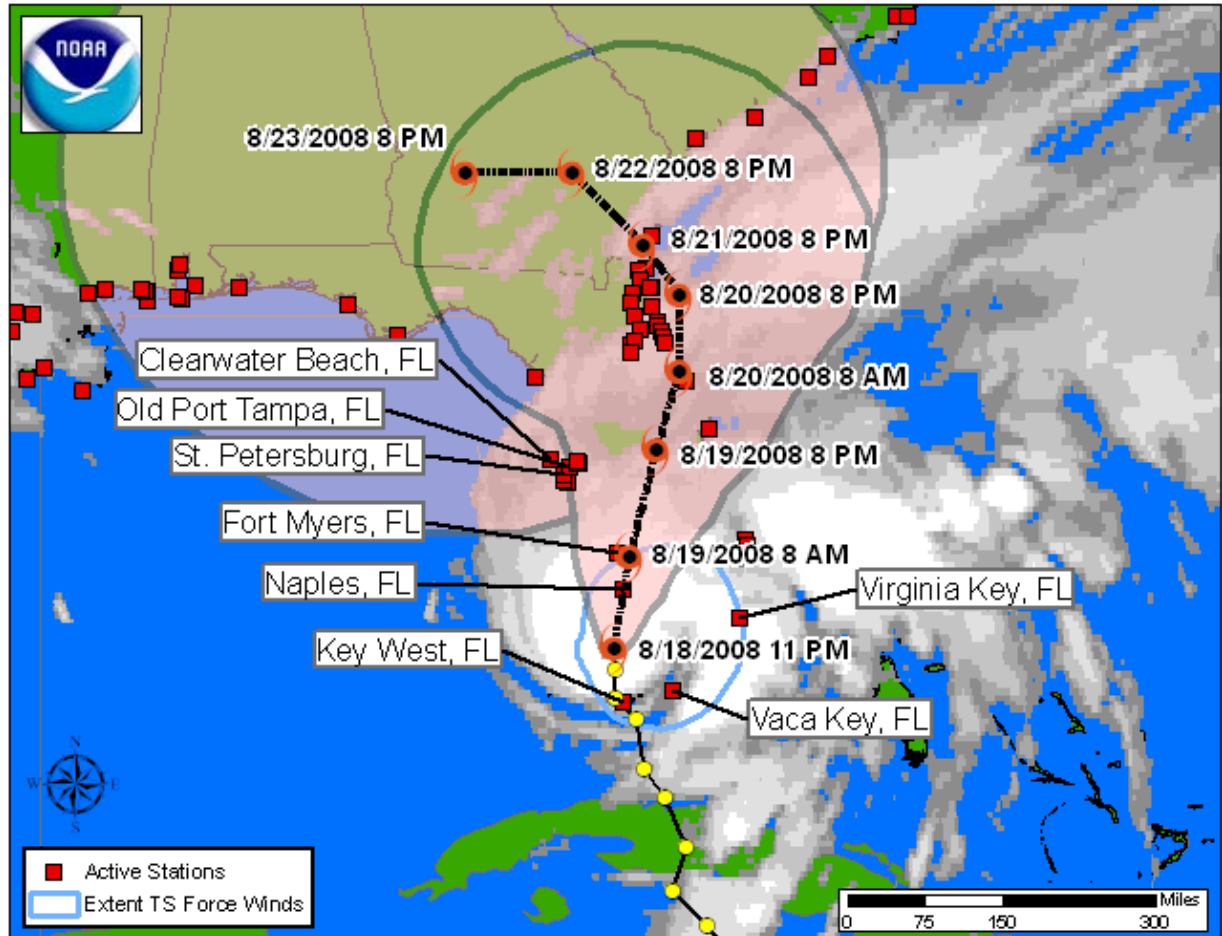 NOAA
8/23/2008 8 PM
8/22/2008 8 PM
8/21/2008 8 PM
8/20/2008 8 PM
Clearwater Beach, FL
8/20/2008 8 AM
Old Port Tampa, FL
St. Petersburg, FL
8/19/2008 8 PM
Fort Myers, FL
8/19/2008 8 AM
Naples, FL
Virginia Key, FL
Key West, FL
8/18/2008 11 PM
Vaca Key, FL
N
W E
S
Active Stations
Extent TS Force Winds
Miles
0 75 150 300